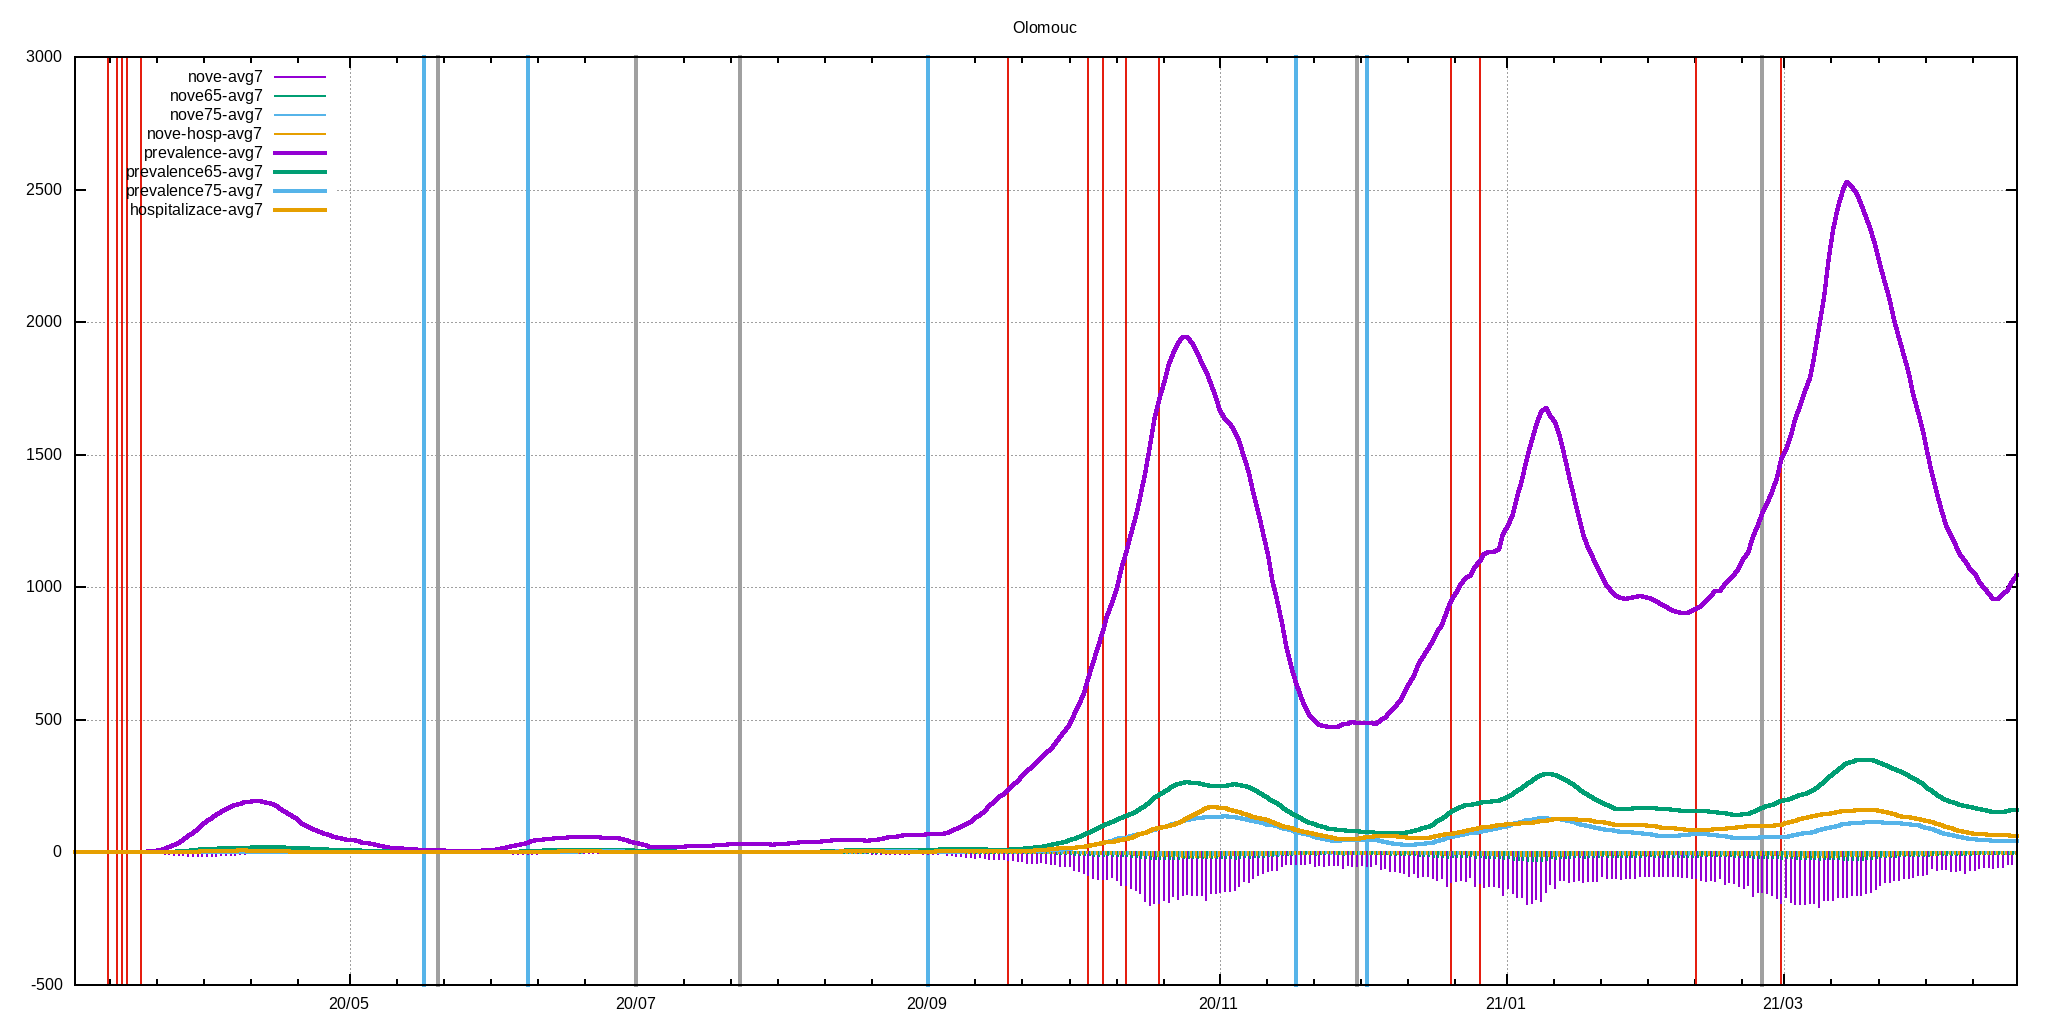 Olomouc
3000
2500
2000
1500
1000
500
0
-500
nove-avg7
nove65-avg7
nove75-avg7
nove-hosp-avg7
prevalence-avg7
prevalence65-avg7
prevalence75-avg7
hospitalizace-avg7
20/05
20/07
20/09
20/11
21/01
21/03